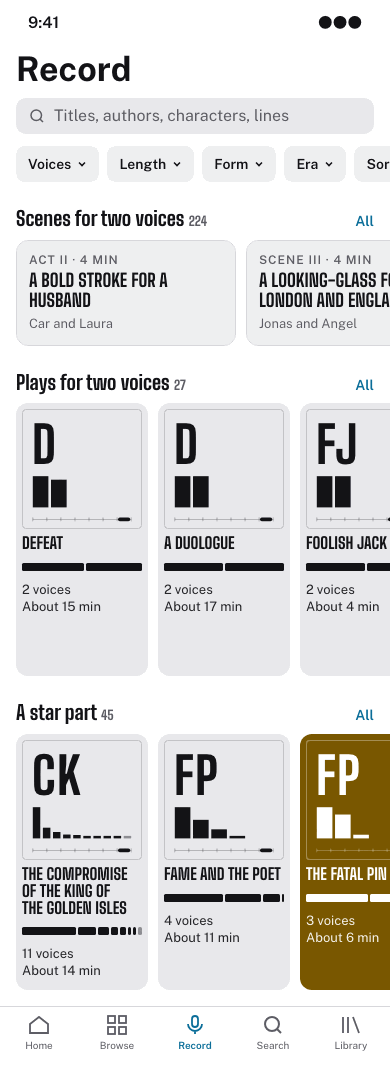 9:41
Record
Titles, authors, characters, lines
Voices
Length
Form
Era
Sor
Scenes for two voices 224
All
ACT II · 4 MIN
A BOLD STROKE FOR A
HUSBAND
Car and Laura
SCENE III · 4 MIN
A LOOKING-GLASS F
LONDON AND ENGLA
Jonas and Angel
Plays for two voices 27
All
D
DEFEAT
2 voices
About 15 min
D
A DUOLOGUE
2 voices
About 17 min
FJ
FOOLISH JACK
2 voices
About 4 min
A star part 45
All
CK
THE COMPROMISE
OF THE KING OF
THE GOLDEN ISLES
11 voices
About 14 min
FP
FAME AND THE POET
4 voices
About 11 min
FP
THE FATAL PIN
3 voices
About 6 min
Home
Browse
Record
Search
Library